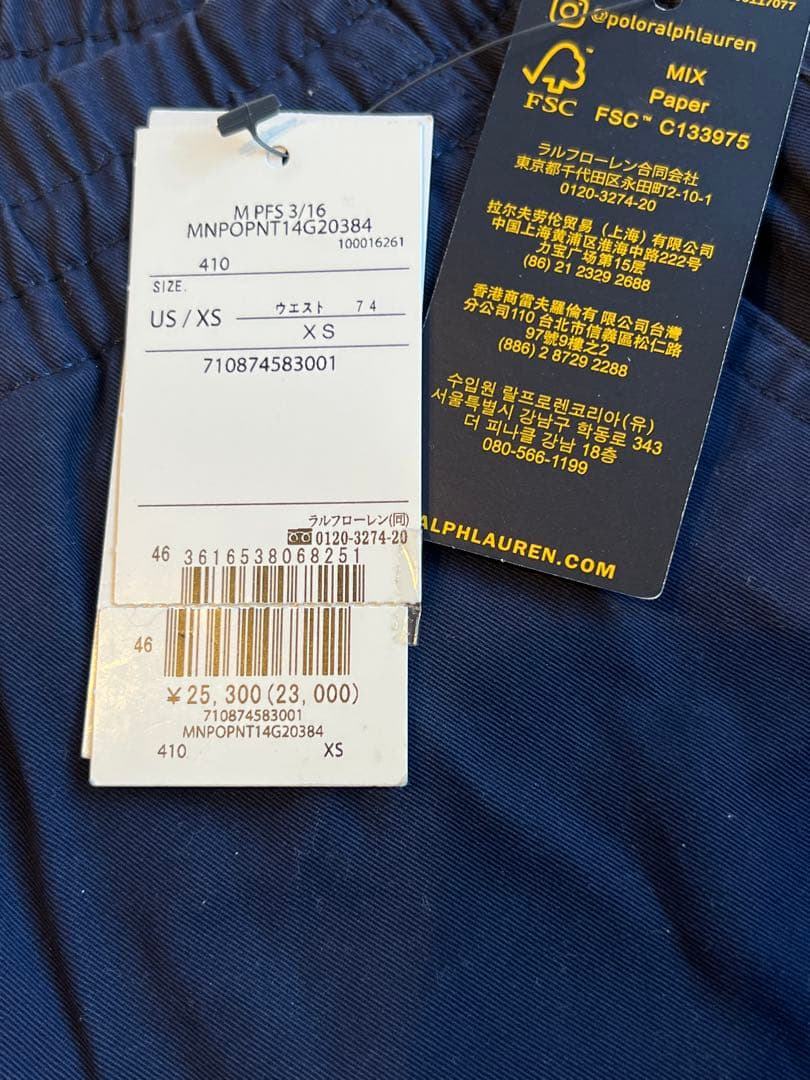 M PFS 3/16
MNPOPNT14G20384
100016261
410
SIZE.
US / XS
ウエスト 74
XS
710874583001
ラルフローレン(同)
0120-3274-20
46 3616538068251
46
¥25,300(23,000)
710874583001
MNPOPNT14G20384
410 XS
@poloralphlauren
FSC
MIX
Paper
FSC™ C133975
ラルフローレン合同会社
東京都千代田区永田町2-10-1
0120-3274-20
拉尔夫劳伦贸易（上海）有限公司
中国上海黄浦区淮海中路222号
力宝广场第15层
(86) 21 2329 2688
香港商雷夫羅倫有限公司台灣
分公司110 台北市信義區松仁路
97號9樓之2
(886) 2 8729 2288
수입원 랄프로렌코리아(유)
서울특별시 강남구 학동로 343
더 피나클 강남 18층
080-566-1199
ALPHLAUREN.COM